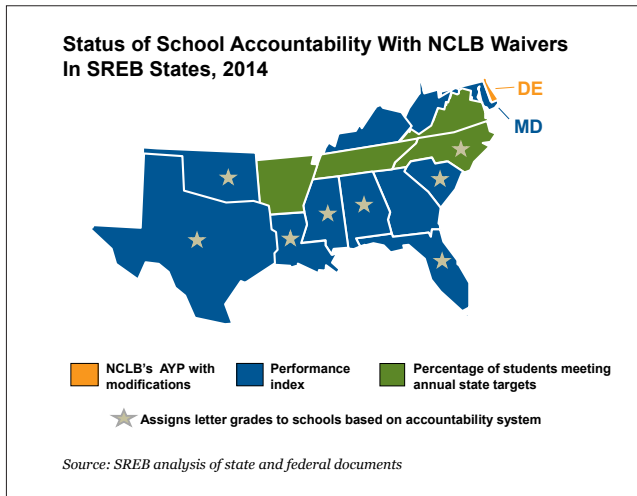 Status of School Accountability With NCLB Waivers
In SREB States, 2014
DE
MD
NCLB's AYP with
modifications
Performance
index
Percentage of students meeting
annual state targets
Assigns letter grades to schools based on accountability system
Source: SREB analysis of state and federal documents